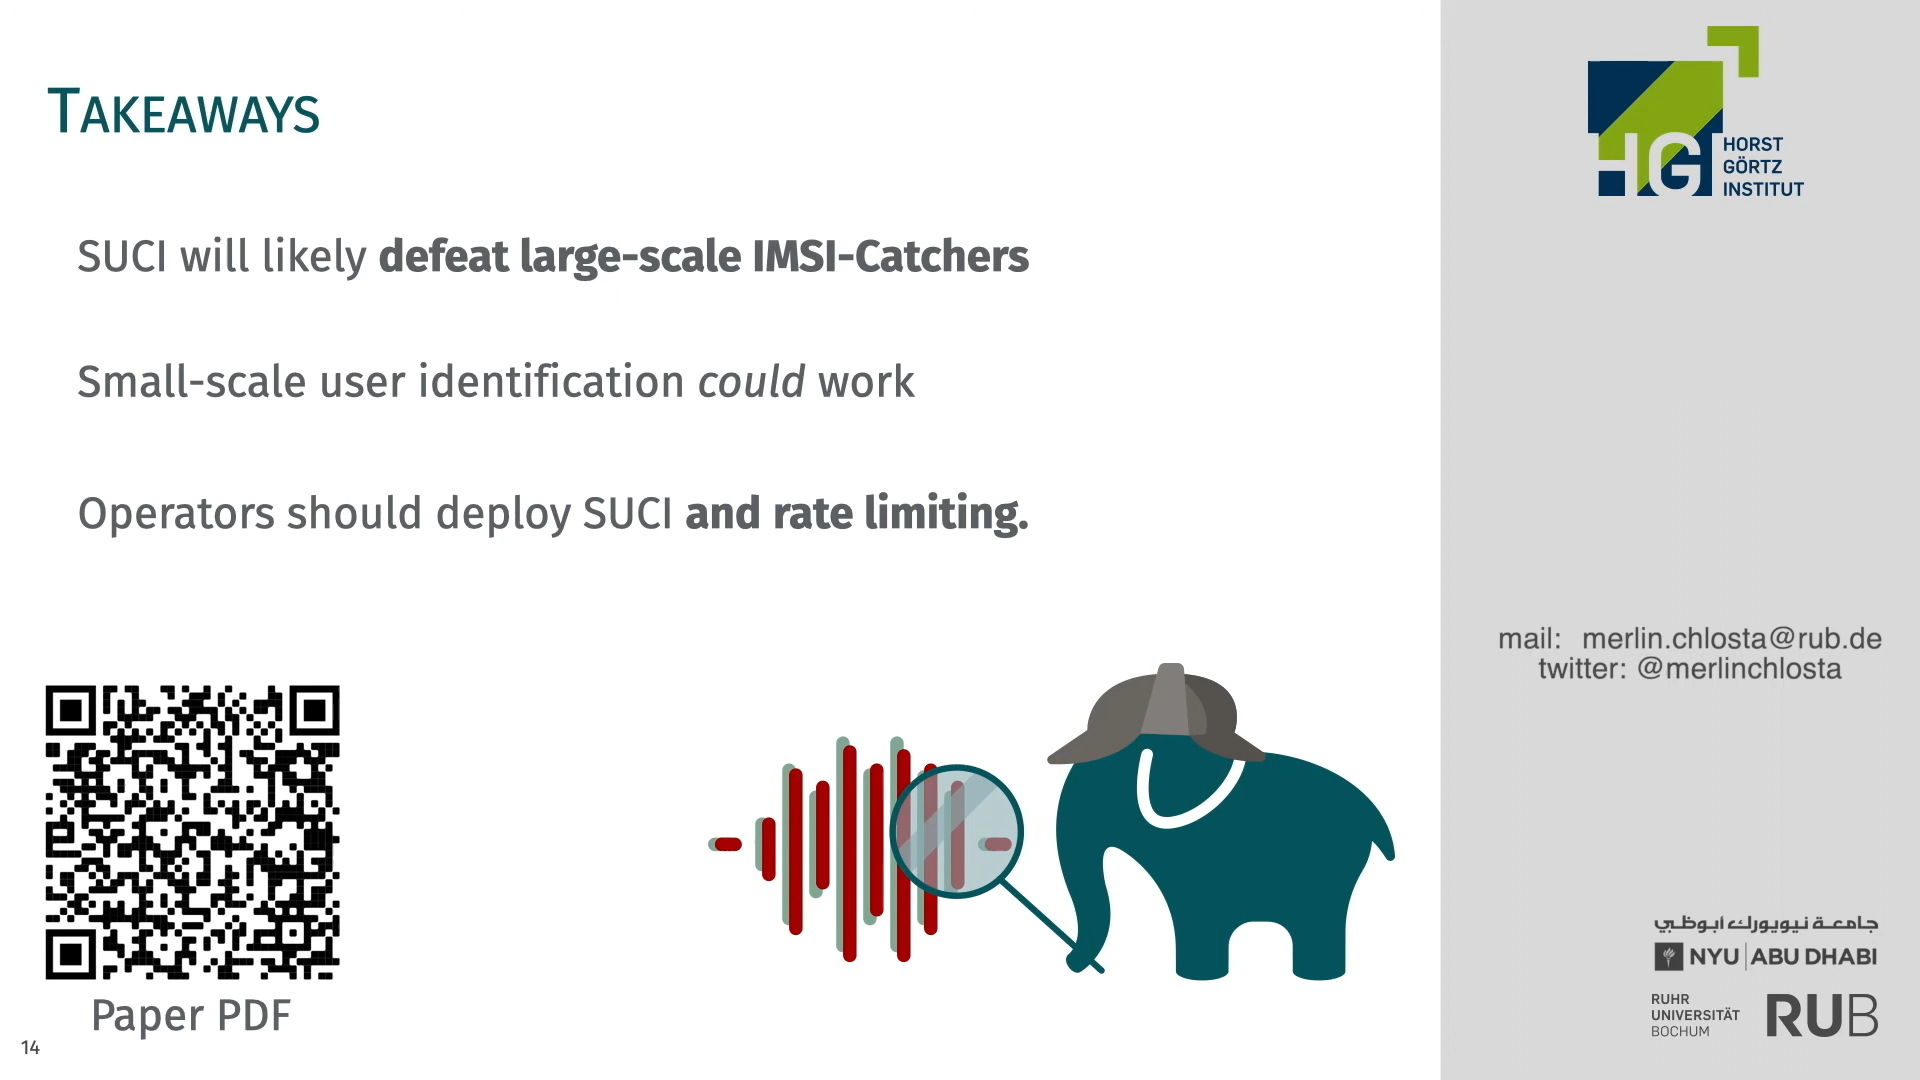 TAKEAWAYS
SUCI will likely defeat large-scale IMSI-Catchers
Small-scale user identification could work
Operators should deploy SUCI and rate limiting.
Paper PDF
14
HGI
HORST
GÖRTZ
INSTITUT
mail: merlin.chlosta@rub.de
twitter: @merlinchlosta
جامعة نيويورك أبوظبي
NYU ABU DHABI
RUHR
UNIVERSITÄT
BOCHUM
RUB